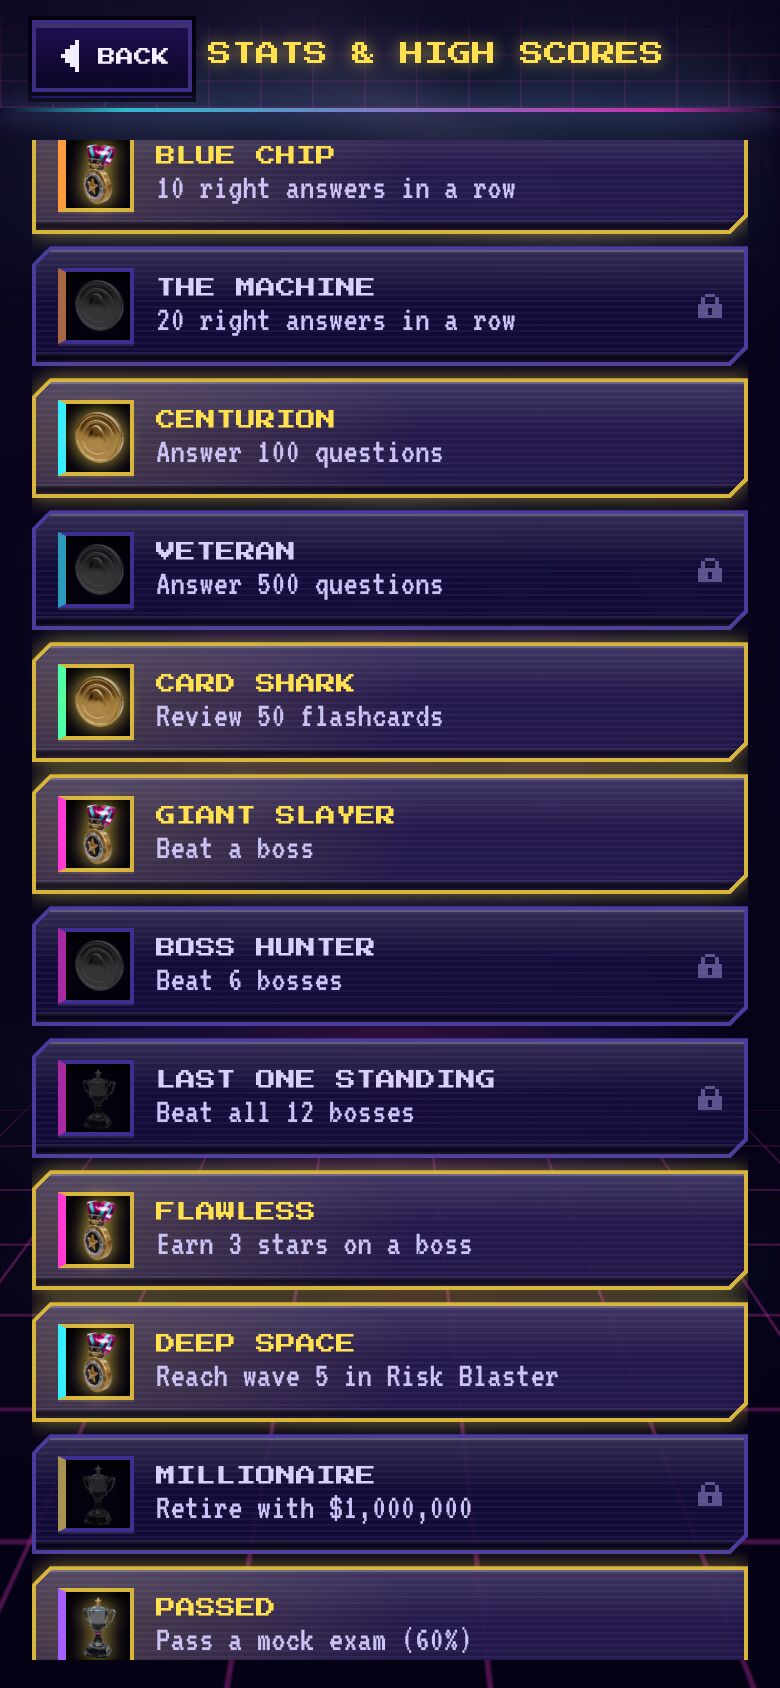 BACK
STATS & HIGH SCORES
BLUE CHIP
10 right answers in a row
THE MACHINE
20 right answers in a row
CENTURION
Answer 100 questions
VETERAN
Answer 500 questions
CARD SHARK
Review 50 flashcards
GIANT SLAYER
Beat a boss
BOSS HUNTER
Beat 6 bosses
LAST ONE STANDING
Beat all 12 bosses
FLAWLESS
Earn 3 stars on a boss
DEEP SPACE
Reach wave 5 in Risk Blaster
MILLIONAIRE
Retire with $1,000,000
PASSED
Pass a mock exam (60%)